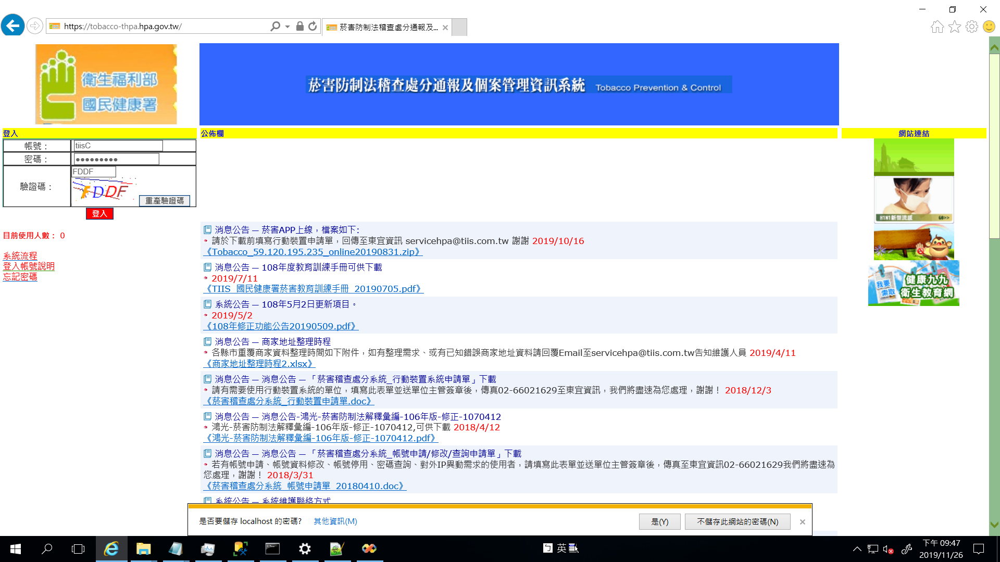 https://tobacco-thpa.hpa.gov.tw/
菸害防制法稽查處分通報及...
衛生福利部
國民健康署
菸害防制法稽查處分通報及個案管理資訊系統 Tobacco Prevention & Control
登入
公佈欄
網站連結
帳號：
tiisC
密碼：
●●●●●●●●●
驗證碼：
FDDF
FDDF
重產驗證碼
登入
目前使用人數： 0
系統流程
登入帳號說明
忘記密碼
消息公告 — 菸害APP上線，檔案如下:
請於下載前填寫行動裝置申請單，回傳至東宜資訊 servicehpa@tiis.com.tw 謝謝 2019/10/16
《Tobacco_59.120.195.235_online20190831.zip》
消息公告 — 108年度教育訓練手冊可供下載
2019/7/11
《TIIS_國民健康署菸害教育訓練手冊_20190705.pdf》
系統公告 — 108年5月2日更新項目。
2019/5/2
《108年修正功能公告20190509.pdf》
消息公告 — 商家地址整理時程
各縣市重覆商家資料整理時間如下附件，如有整理需求、或有已知錯誤商家地址資料請回覆Email至servicehpa@tiis.com.tw告知維護人員 2019/4/11
《商家地址整理時程2.xlsx》
消息公告 — 消息公告 — 「菸害稽查處分系統_行動裝置系統申請單」下載
請有需要使用行動裝置系統的單位，填寫此表單並送單位主管簽章後，傳真02-66021629至東宜資訊，我們將盡速為您處理，謝謝！ 2018/12/3
《菸害稽查處分系統_行動裝置申請單.doc》
消息公告 — 消息公告-鴻光-菸害防制法解釋彙編-106年版-修正-1070412
鴻光-菸害防制法解釋彙編-106年版-修正-1070412,可供下載 2018/4/12
《鴻光-菸害防制法解釋彙編-106年版-修正-1070412.pdf》
消息公告 — 消息公告 — 「菸害稽查處分系統_帳號申請/修改/查詢申請單」下載
若有帳號申請、帳號資料修改、帳號停用、密碼查詢、對外IP異動需求的使用者，請填寫此表單並送單位主管簽章後，傳真至東宜資訊02-66021629我們將盡速為
您處理，謝謝！ 2018/3/31
《菸害稽查處分系統_帳號申請單_20180410.doc》
系統公告 — 系統維護聯絡方式
H1N1新型流感 GO>>
我要
索取
健康九九
衛生教育網
是否要儲存 localhost 的密碼? 其他資訊(M)
是(Y)
不儲存此網站的密碼(N)
ㄅ 英
下午 09:47
2019/11/26